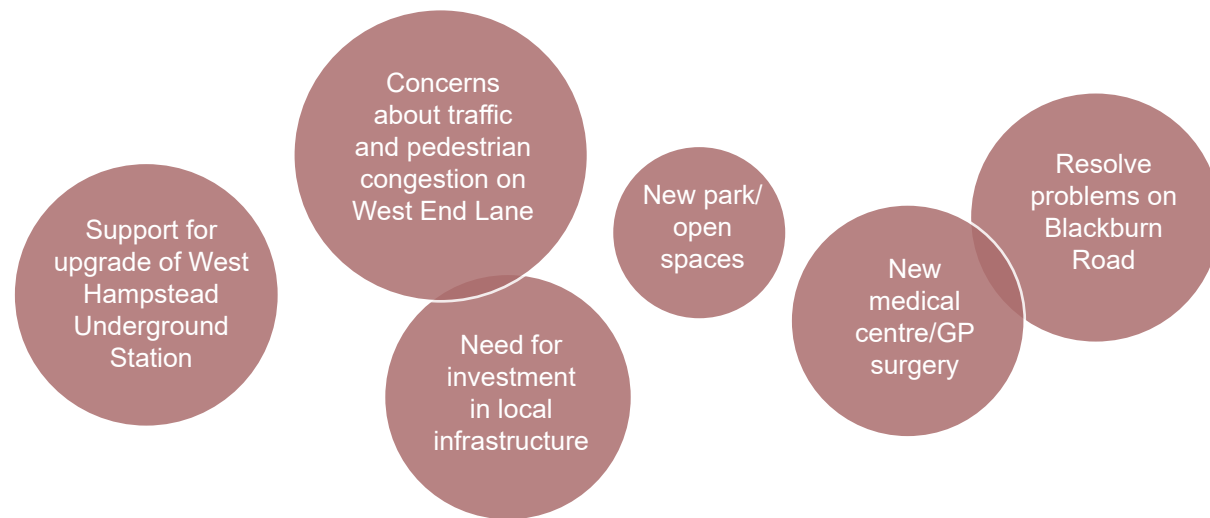 Support for
upgrade of West
Hampstead
Underground
Station
Concerns
about traffic
and pedestrian
congestion on
West End Lane
Need for
investment
in local
infrastructure
New park/
open
spaces
New
medical
centre/GP
surgery
Resolve
problems on
Blackburn
Road